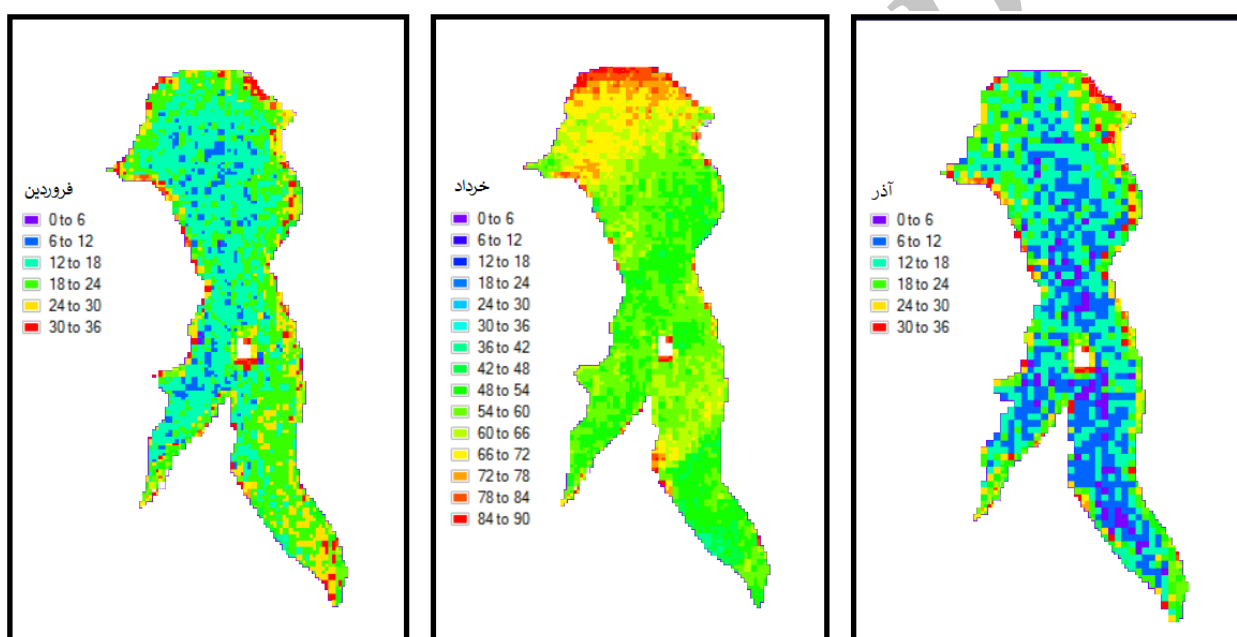 فروردین
0 to 6
6 to 12
12 to 18
18 to 24
24 to 30
30 to 36
خرداد
0 to 6
6 to 12
12 to 18
18 to 24
24 to 30
30 to 36
36 to 42
42 to 48
48 to 54
54 to 60
60 to 66
66 to 72
72 to 78
78 to 84
84 to 90
آذر
0 to 6
6 to 12
12 to 18
18 to 24
24 to 30
30 to 36